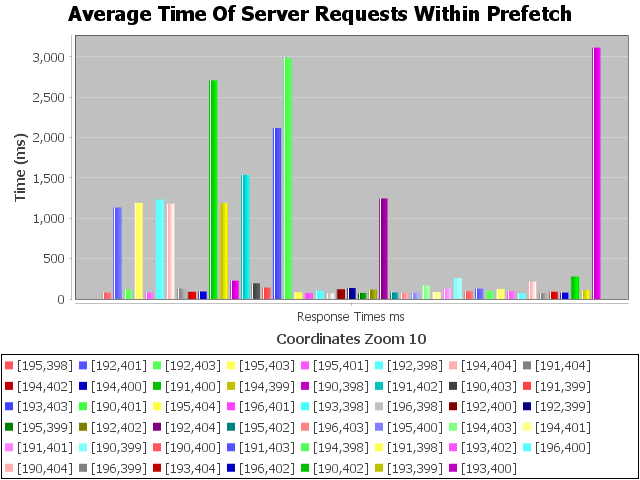 Average Time Of Server Requests Within Prefetch
3,000
2,500
2,000
1,500
1,000
500
0
Time (ms)
Response Times ms
Coordinates Zoom 10
[195,398] [192,401] [192,403] [195,403] [195,401] [192,398] [194,404] [191,404]
[194,402] [194,400] [191,400] [194,399] [190,398] [191,402] [190,403] [191,399]
[193,403] [190,401] [195,404] [196,401] [193,398] [196,398] [192,400] [192,399]
[195,399] [192,402] [192,404] [195,402] [196,403] [195,400] [194,403] [194,401]
[191,401] [190,399] [190,400] [191,403] [194,398] [191,398] [193,402] [196,400]
[190,404] [196,399] [193,404] [196,402] [190,402] [193,399] [193,400]